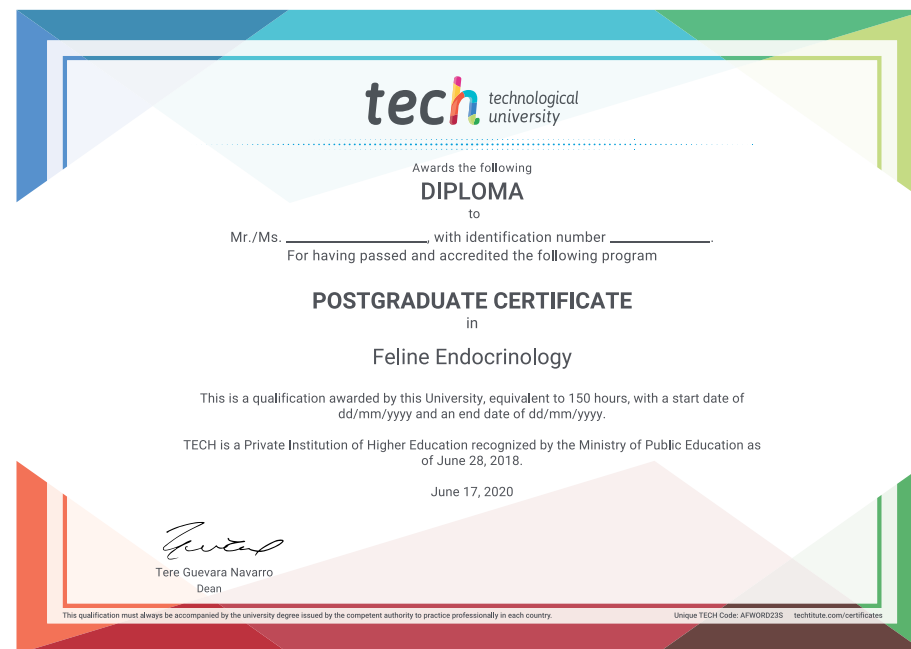 tech technological
university
Awards the following
DIPLOMA
to
Mr./Ms. ____________, with identification number ____________.
For having passed and accredited the following program
POSTGRADUATE CERTIFICATE
in
Feline Endocrinology
This is a qualification awarded by this University, equivalent to 150 hours, with a start date of
dd/mm/yyyy and an end date of dd/mm/yyyy.
TECH is a Private Institution of Higher Education recognized by the Ministry of Public Education as
of June 28, 2018.
June 17, 2020
Tere Guevara Navarro
Dean
This qualification must always be accompanied by the university degree issued by the competent authority to practice professionally in each country. Unique TECH Code: AFWORD23S techtitute.com/certificates